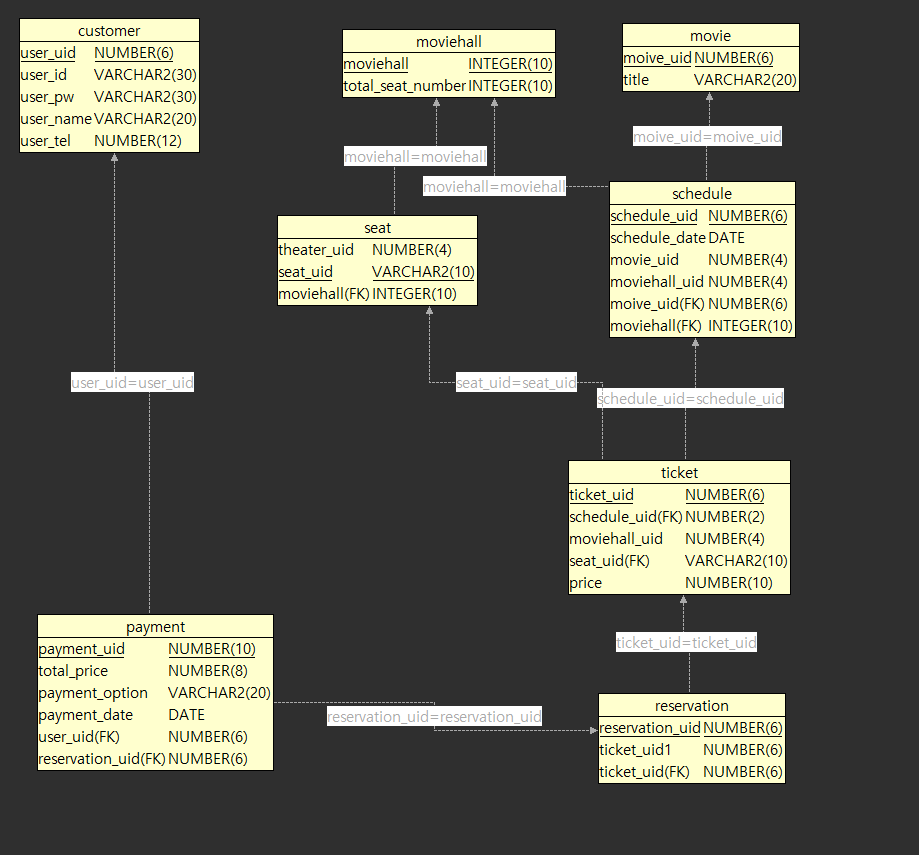 customer
user_uid NUMBER(6)
user_id VARCHAR2(30)
user_pw VARCHAR2(30)
user_name VARCHAR2(20)
user_tel NUMBER(12)
moviehall
moviehall INTEGER(10)
total_seat_number INTEGER(10)
movie
moive_uid NUMBER(6)
title VARCHAR2(20)
moive_uid=moive_uid
moviehall=moviehall
moviehall=moviehall
schedule
schedule_uid NUMBER(6)
schedule_date DATE
movie_uid NUMBER(4)
moviehall_uid NUMBER(4)
moive_uid(FK) NUMBER(6)
moviehall(FK) INTEGER(10)
seat
theater_uid NUMBER(4)
seat_uid VARCHAR2(10)
moviehall(FK) INTEGER(10)
user_uid=user_uid
seat_uid=seat_uid
schedule_uid=schedule_uid
ticket
ticket_uid NUMBER(6)
schedule_uid(FK) NUMBER(2)
moviehall_uid NUMBER(4)
seat_uid(FK) VARCHAR2(10)
price NUMBER(10)
payment
payment_uid NUMBER(10)
total_price NUMBER(8)
payment_option VARCHAR2(20)
payment_date DATE
user_uid(FK) NUMBER(6)
reservation_uid(FK) NUMBER(6)
ticket_uid=ticket_uid
reservation_uid=reservation_uid
reservation
reservation_uid NUMBER(6)
ticket_uid1 NUMBER(6)
ticket_uid(FK) NUMBER(6)